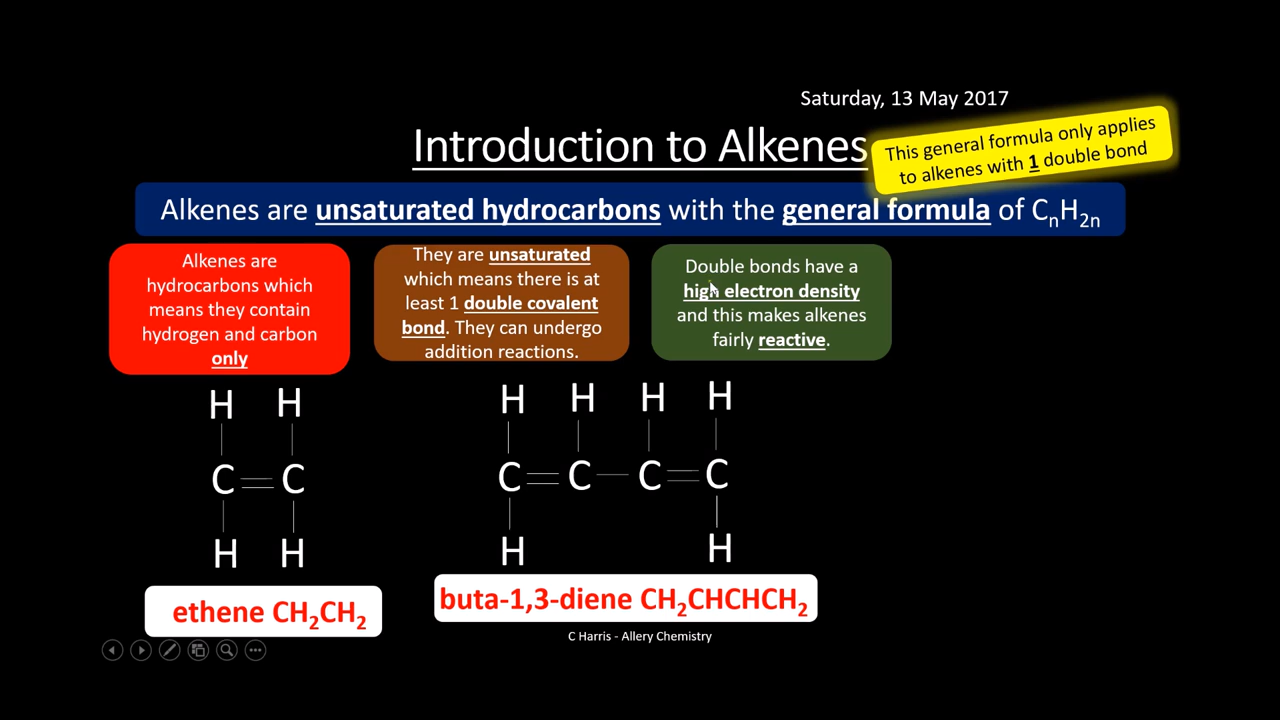 Saturday, 13 May 2017
Introduction to Alkenes
This general formula only applies
to alkenes with 1 double bond
Alkenes are unsaturated hydrocarbons with the general formula of CₙH₂ₙ
Alkenes are
hydrocarbons which
means they contain
hydrogen and carbon
only
They are unsaturated
which means there is at
least 1 double covalent
bond. They can undergo
addition reactions.
Double bonds have a
high electron density
and this makes alkenes
fairly reactive.
H H
C C
H H
H H H H
C C C C
H H
ethene CH₂CH₂
buta-1,3-diene CH₂CHCHCH₂
C Harris - Allery Chemistry